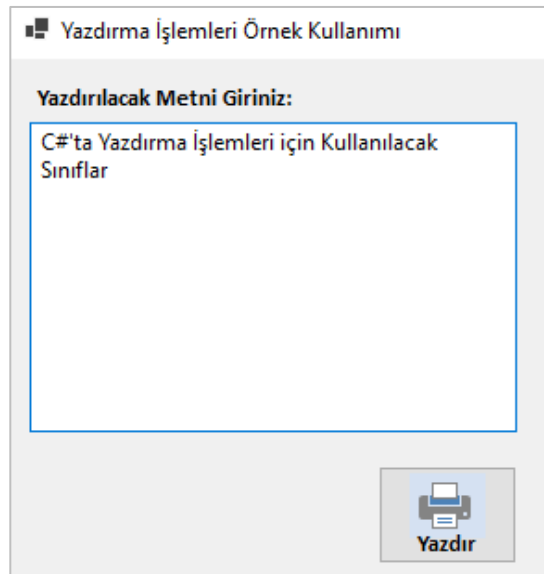 Yazdırma İşlemleri Örnek Kullanımı
Yazdırılacak Metni Giriniz:
C#'ta Yazdırma İşlemleri için Kullanılacak
Sınıflar
Yazdır